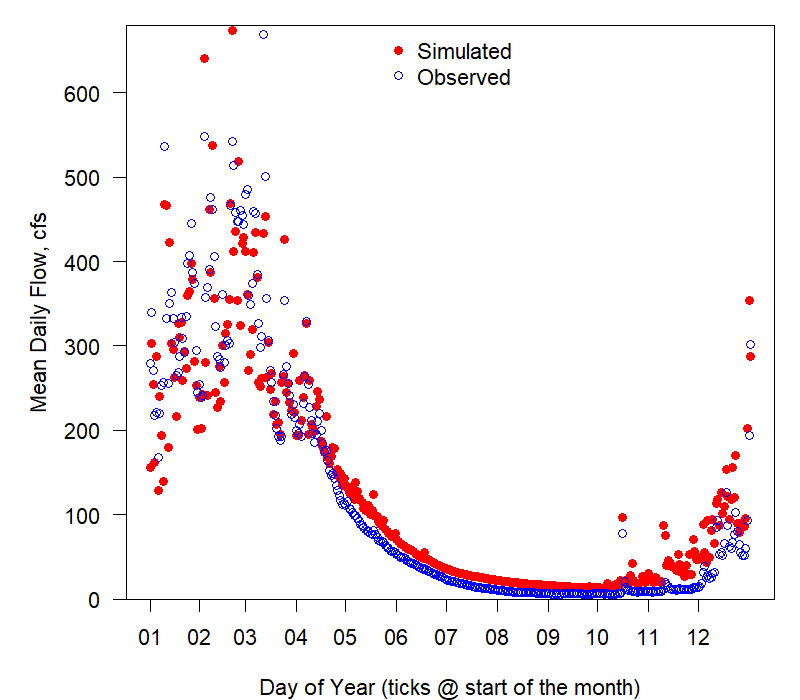 Simulated
Observed
600
500
400
300
200
100
0
Mean Daily Flow, cfs
01 02 03 04 05 06 07 08 09 10 11 12
Day of Year (ticks @ start of the month)